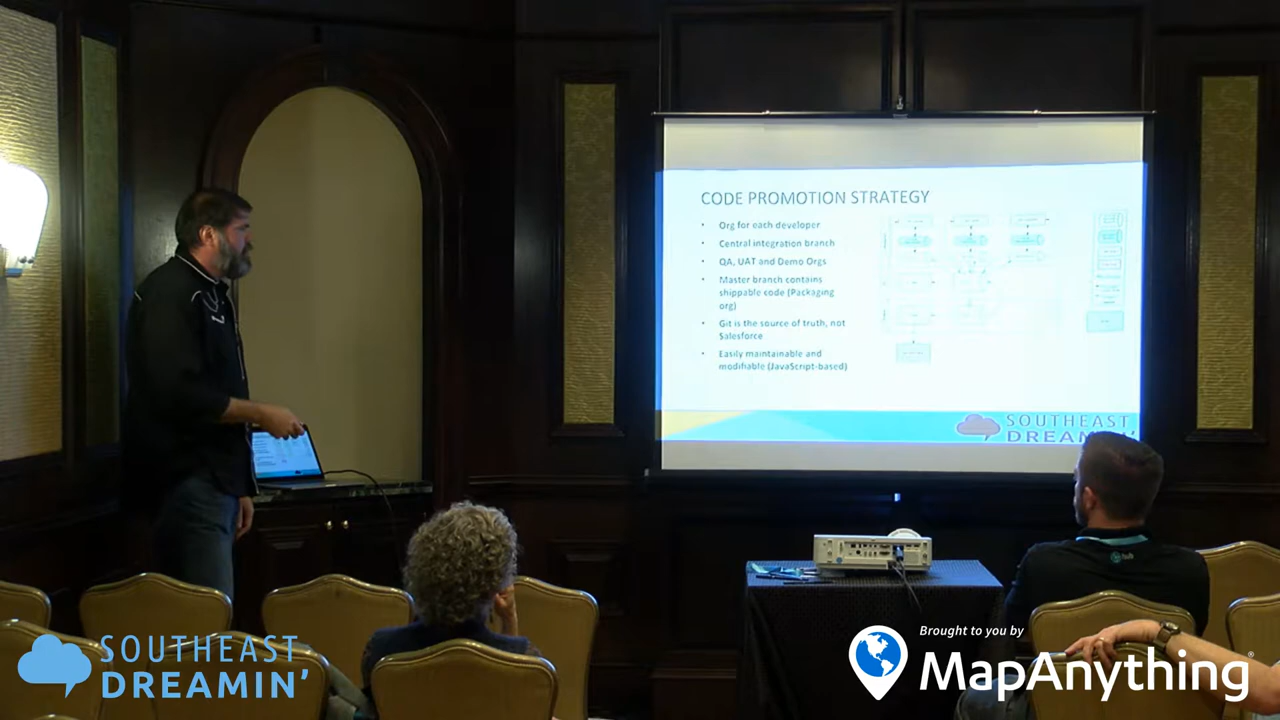 CODE PROMOTION STRATEGY
• Org for each developer
• Central integration branch
• QA, UAT and Demo Orgs
• Master branch contains
shippable code (Packaging
org)
• Git is the source of truth, not
Salesforce
• Easily maintainable and
modifiable (JavaScript-based)
SOUTHEAST
DREAMIN'
SOUTHEAST
DREAMIN'
Brought to you by
MapAnything®